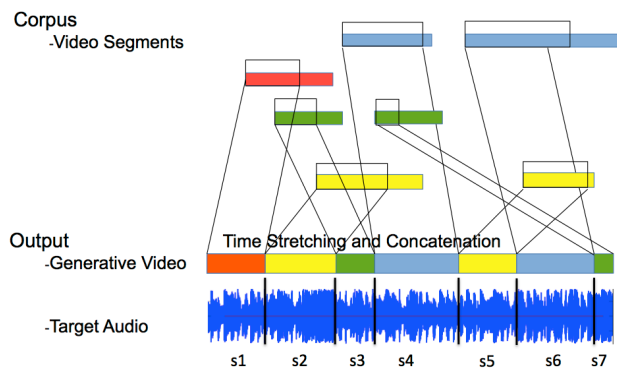 Corpus
-Video Segments
Output
Time Stretching and Concatenation
-Generative Video
-Target Audio
s1 s2 s3 s4 s5 s6 s7